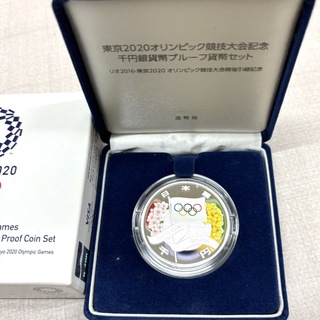 東京2020オリンピック競技大会記念
千円銀貨幣プルーフ貨幣セット
リオ2016-東京2020 オリンピック競技大会開催引継記念
造幣局
日本国
千円
2020
ames
Proof Coin Set
yo 2020 Olympic Games
VISA